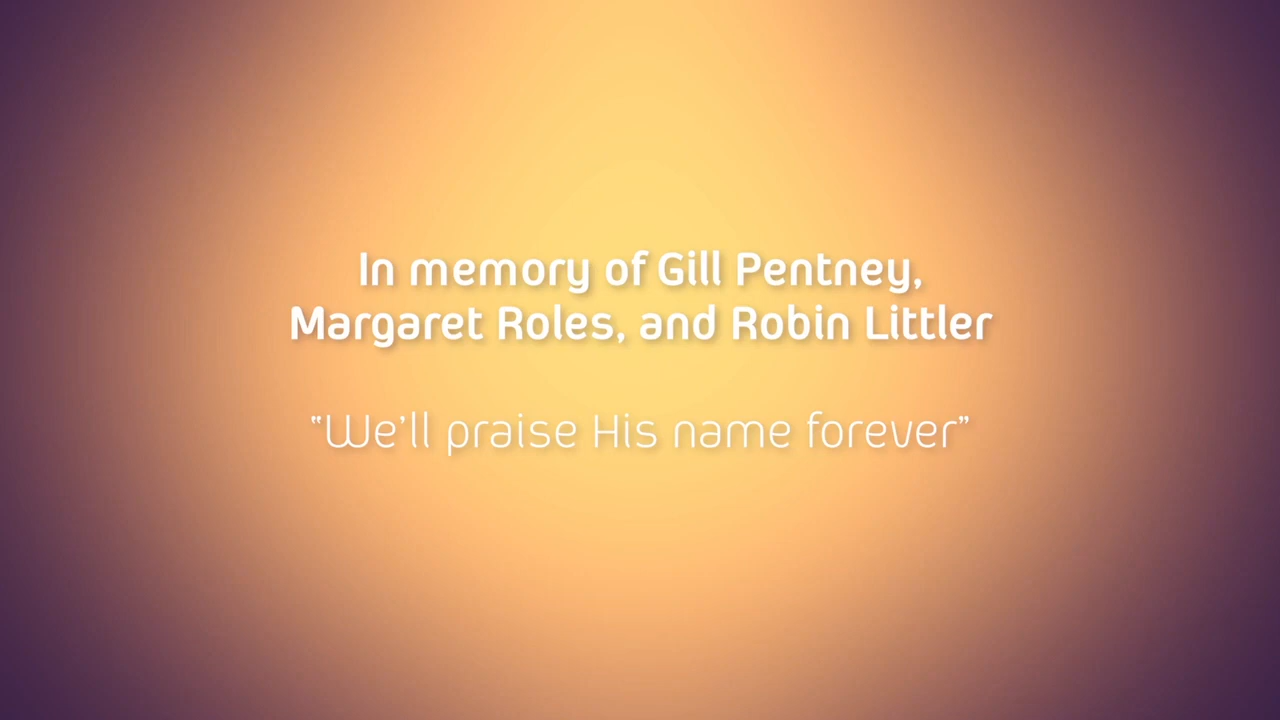 In memory of Gill Pentney,
Margaret Roles, and Robin Littler
“We’ll praise His name forever”